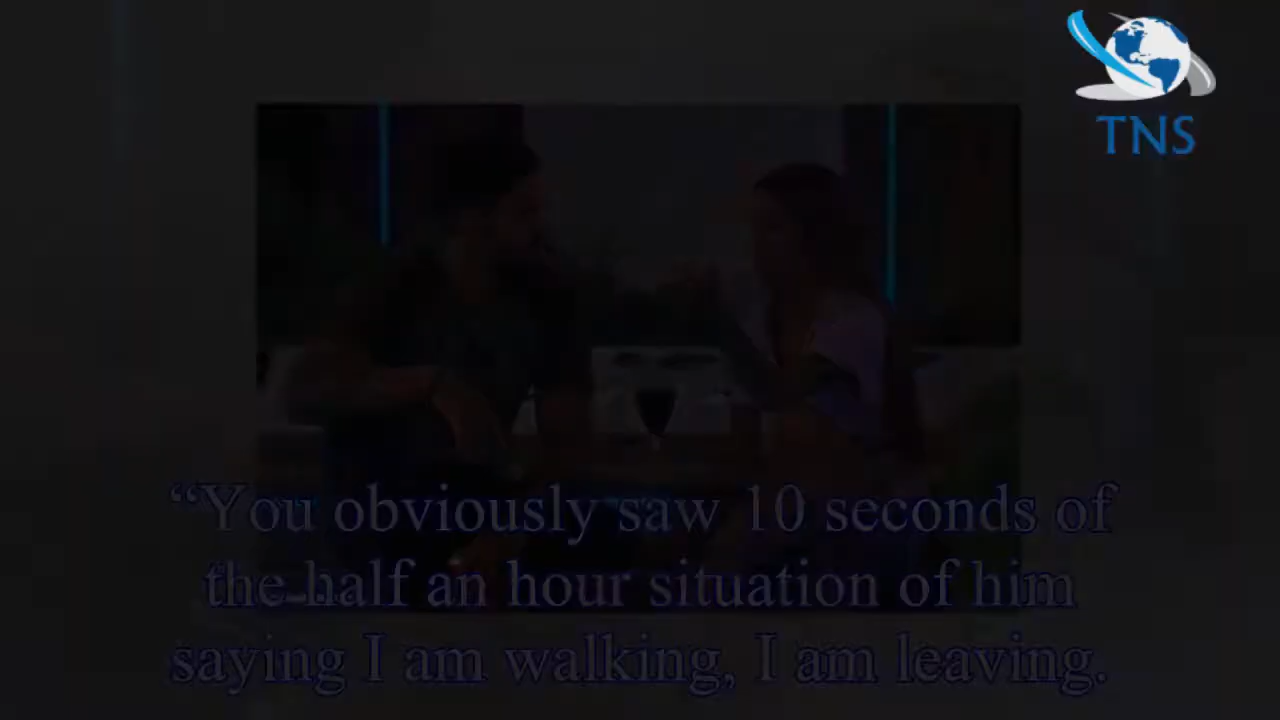 TNS
“You obviously saw 10 seconds of
the half an hour situation of him
saying I am walking, I am leaving.